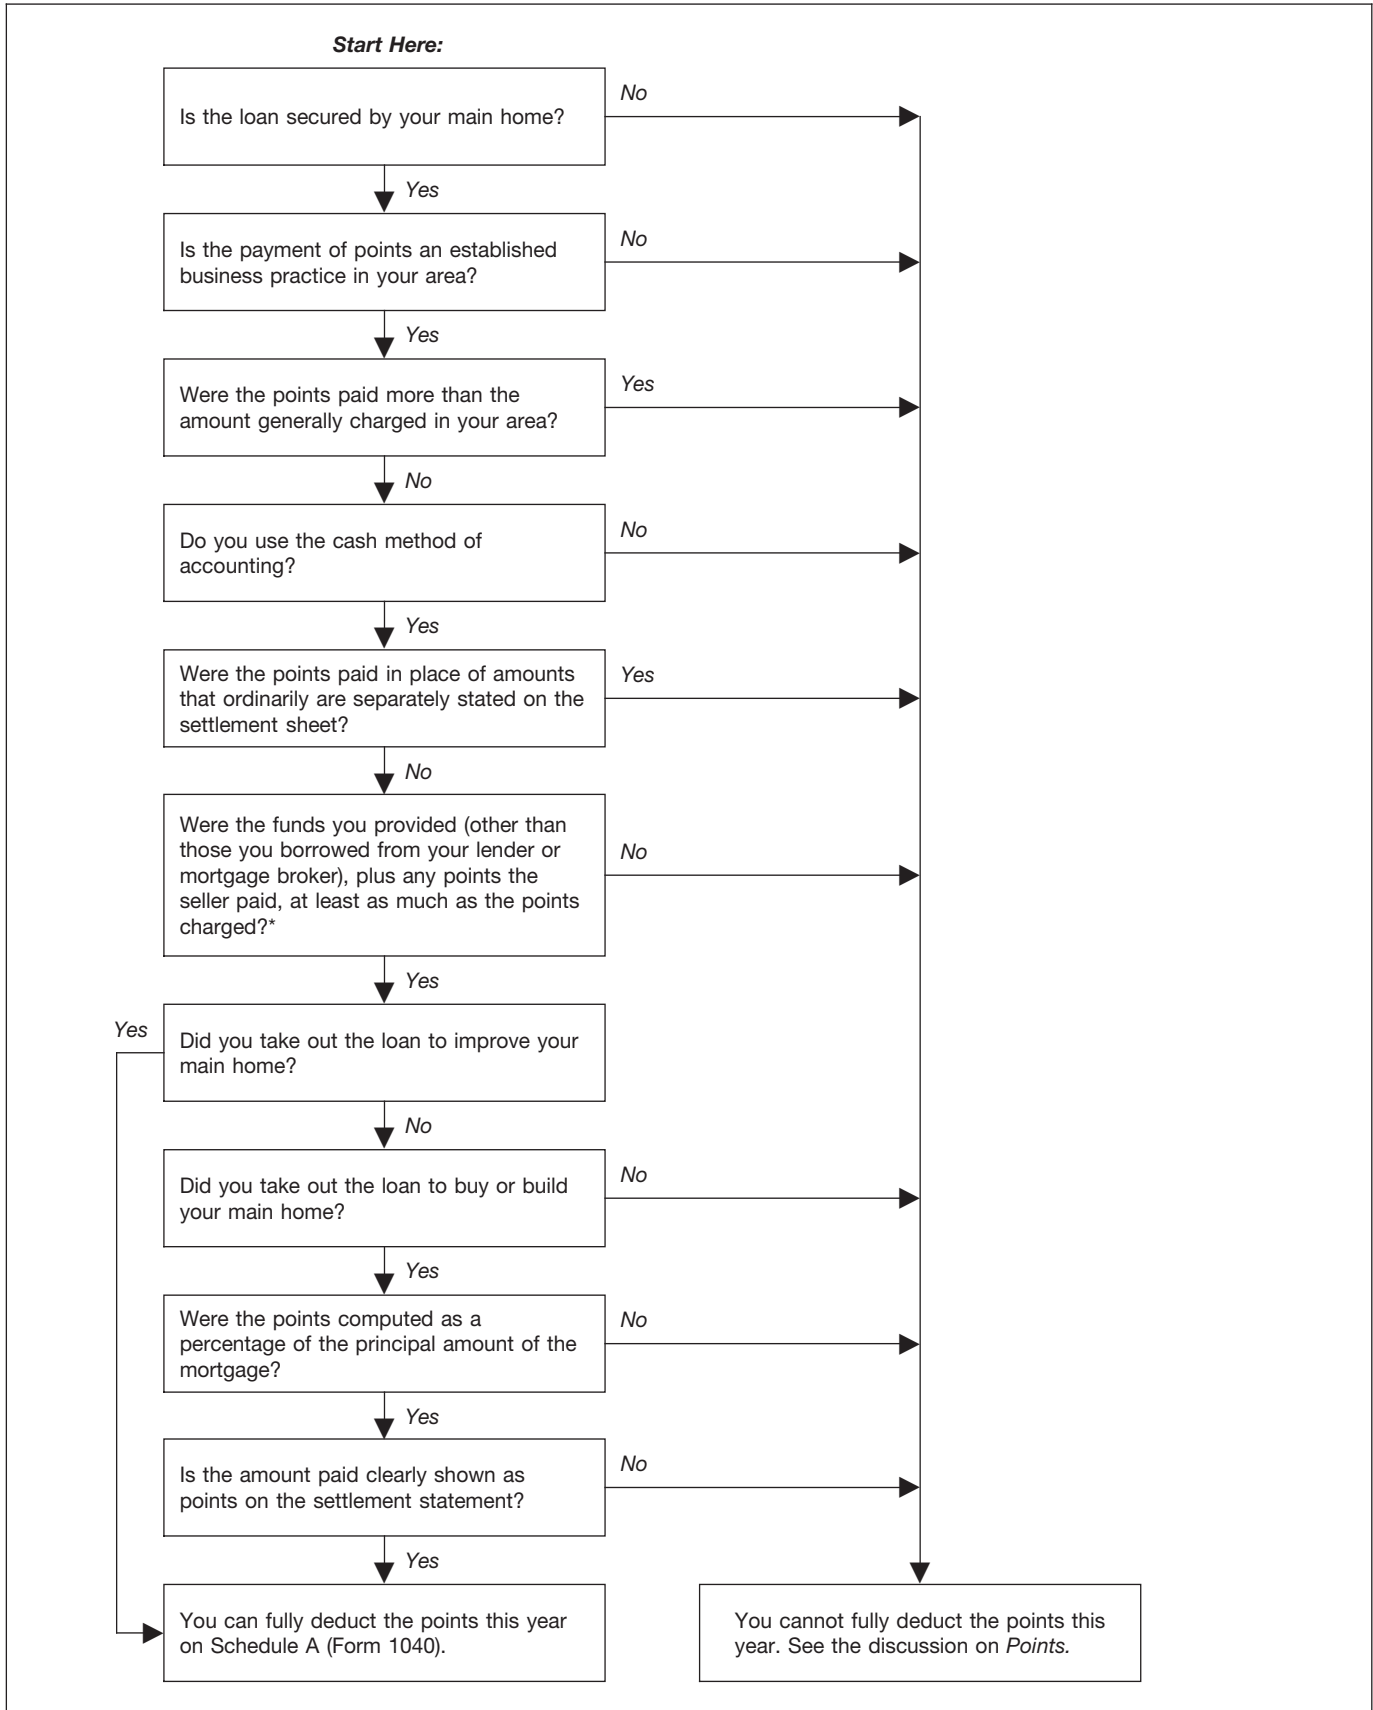 Start Here:
Is the loan secured by your main home?
No
Yes
Is the payment of points an established
business practice in your area?
No
Yes
Were the points paid more than the
amount generally charged in your area?
Yes
No
Do you use the cash method of
accounting?
No
Yes
Were the points paid in place of amounts
that ordinarily are separately stated on the
settlement sheet?
Yes
No
Were the funds you provided (other than
those you borrowed from your lender or
mortgage broker), plus any points the
seller paid, at least as much as the points
charged?*
No
Yes
Yes
Did you take out the loan to improve your
main home?
No
Did you take out the loan to buy or build
your main home?
No
Yes
Were the points computed as a
percentage of the principal amount of the
mortgage?
No
Yes
Is the amount paid clearly shown as
points on the settlement statement?
No
Yes
You can fully deduct the points this year
on Schedule A (Form 1040).
You cannot fully deduct the points this
year. See the discussion on Points.